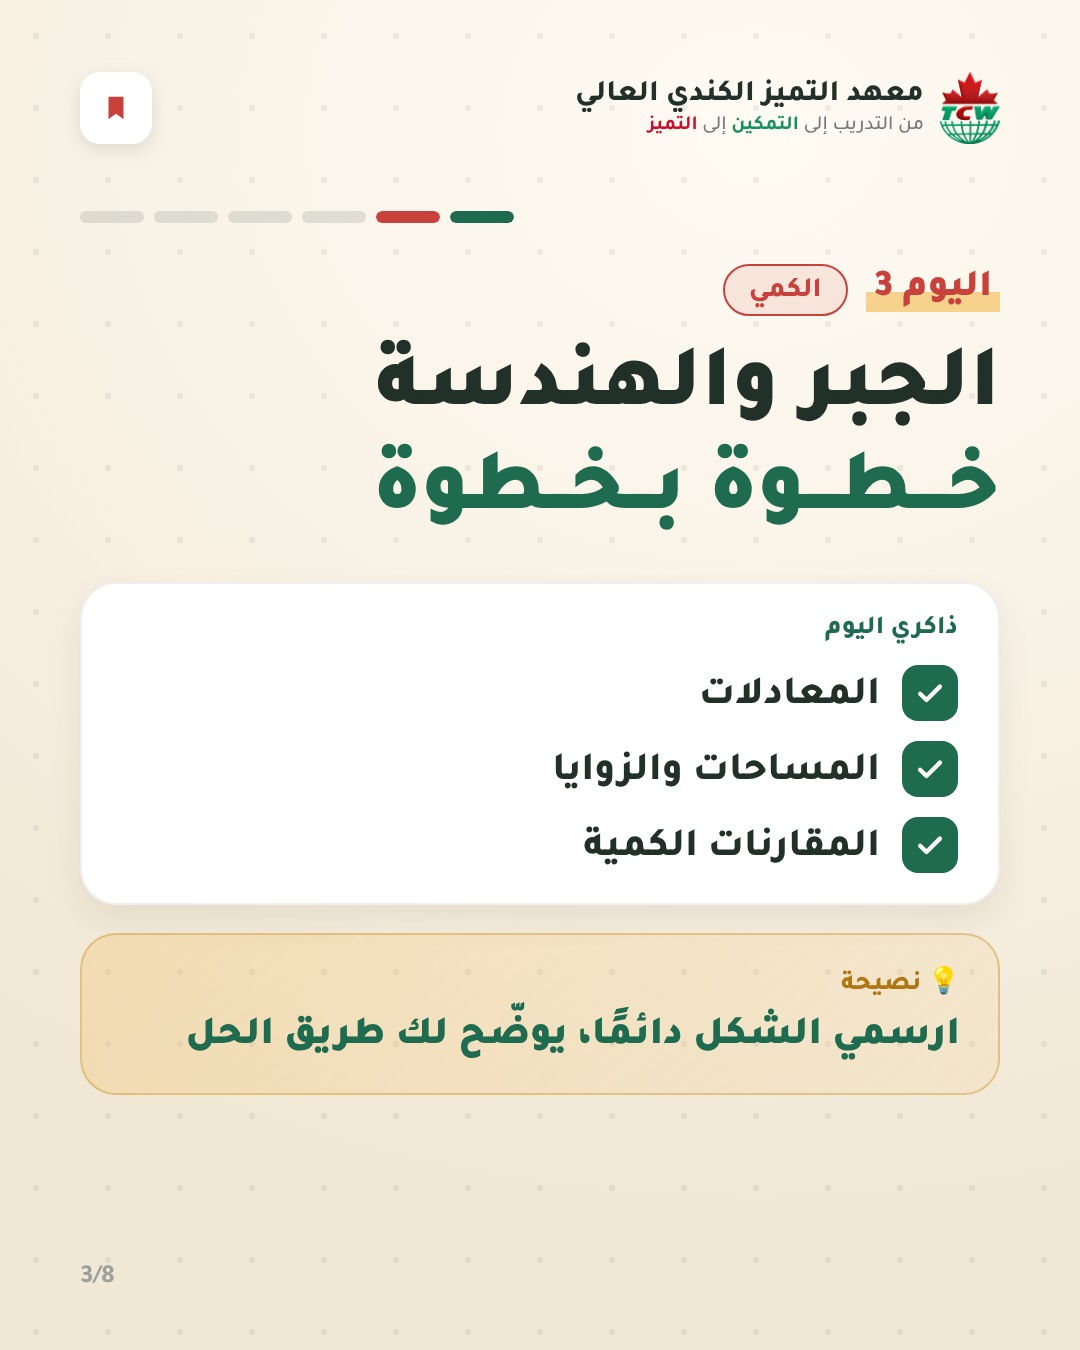 معهد التميز الكندي العالي
من التدريب إلى التمكين إلى التميز
TCW
اليوم 3
الكمي
الجبر والهندسة
خـطـوة بـخـطوة
ذاكري اليوم
المعادلات
المساحات والزوايا
المقارنات الكمية
💡 نصيحة
ارسمي الشكل دائمًا، يوضّح لك طريق الحل
3/8